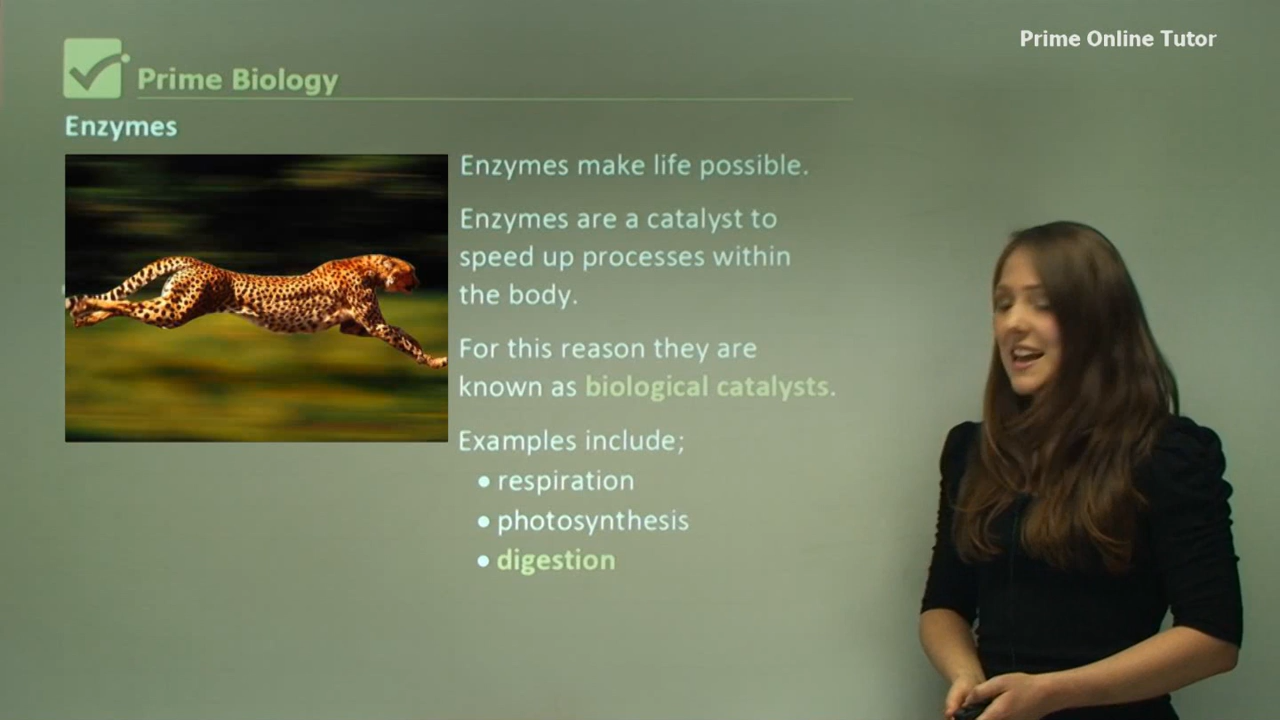 Prime Online Tutor
Prime Biology
Enzymes
Enzymes make life possible.
Enzymes are a catalyst to
speed up processes within
the body.
For this reason they are
known as biological catalysts.
Examples include;
• respiration
• photosynthesis
• digestion